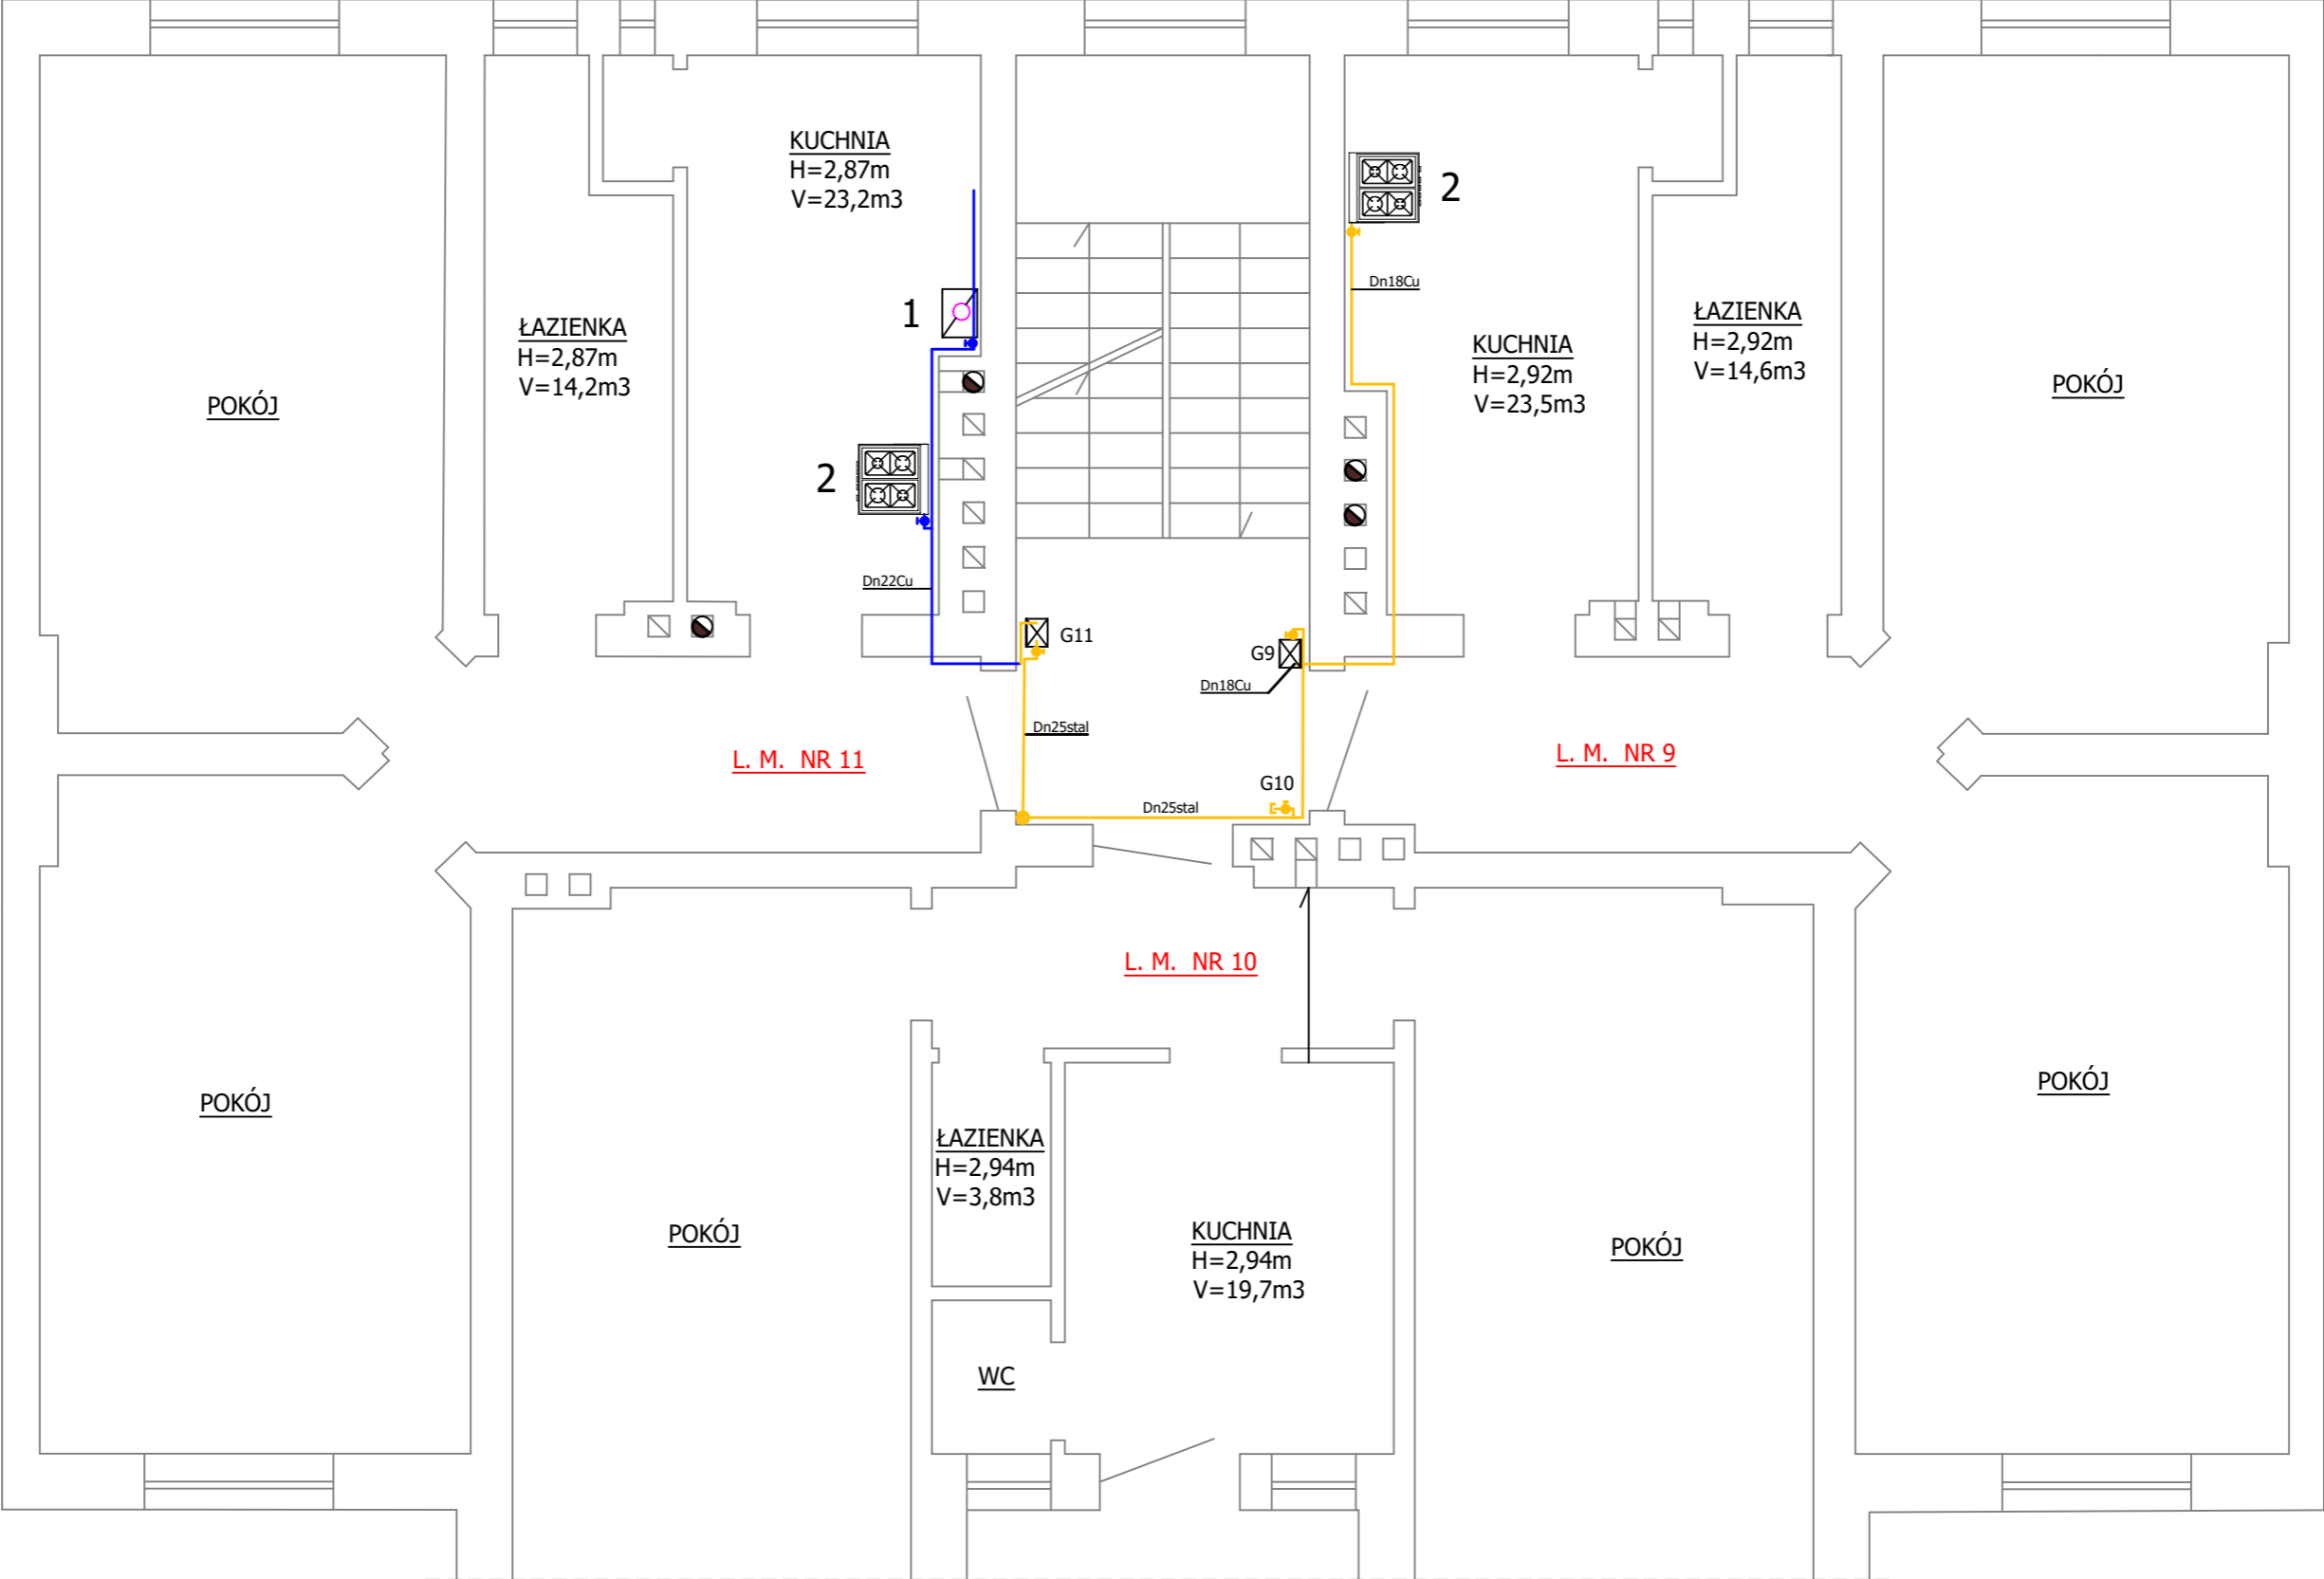 KUCHNIA
H=2,87m
V=23,2m3
2
Dn18Cu
1
ŁAZIENKA
H=2,87m
V=14,2m3
ŁAZIENKA
H=2,92m
V=14,6m3
KUCHNIA
H=2,92m
V=23,5m3
POKÓJ
POKÓJ
2
Dn22Cu
G11
G9
Dn18Cu
Dn25stal
L. M. NR 11
L. M. NR 9
G10
Dn25stal
L. M. NR 10
POKÓJ
POKÓJ
ŁAZIENKA
H=2,94m
V=3,8m3
POKÓJ
KUCHNIA
H=2,94m
V=19,7m3
POKÓJ
WC